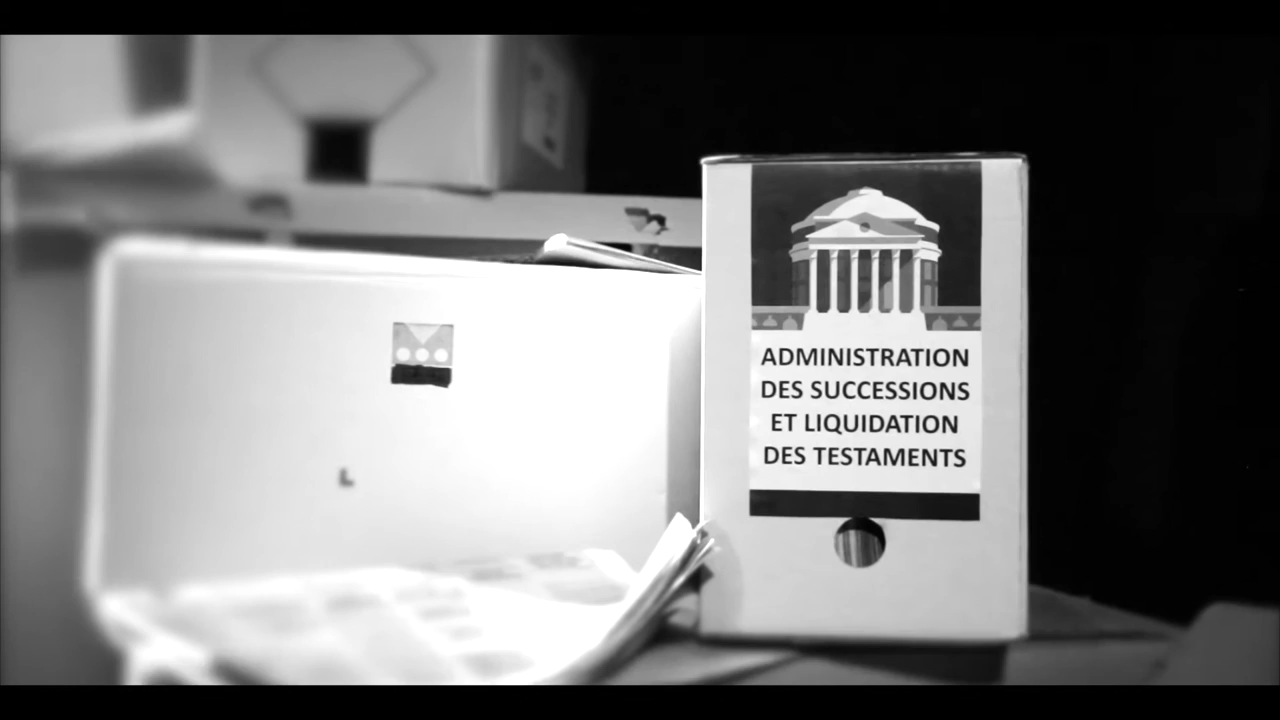 ADMINISTRATION
DES SUCCESSIONS
ET LIQUIDATION
DES TESTAMENTS